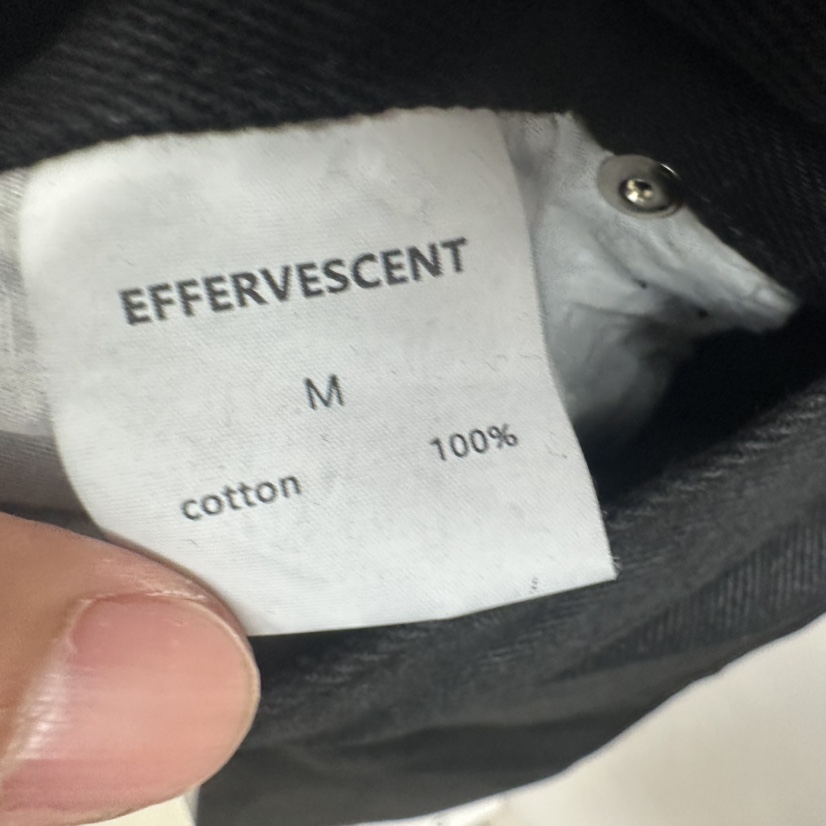 EFFERVESCENT
M
cotton 100%